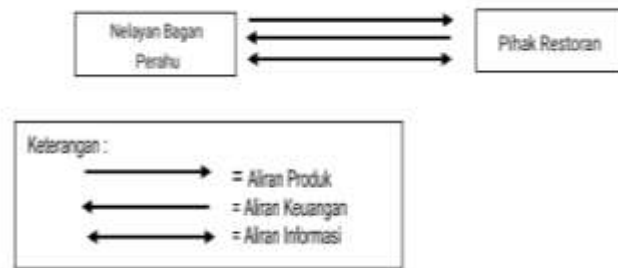 Nelayan Bagan
Perahu
Pihak Restoran
Keterangan :
= Aliran Produk
= Aliran Keuangan
= Aliran Informasi